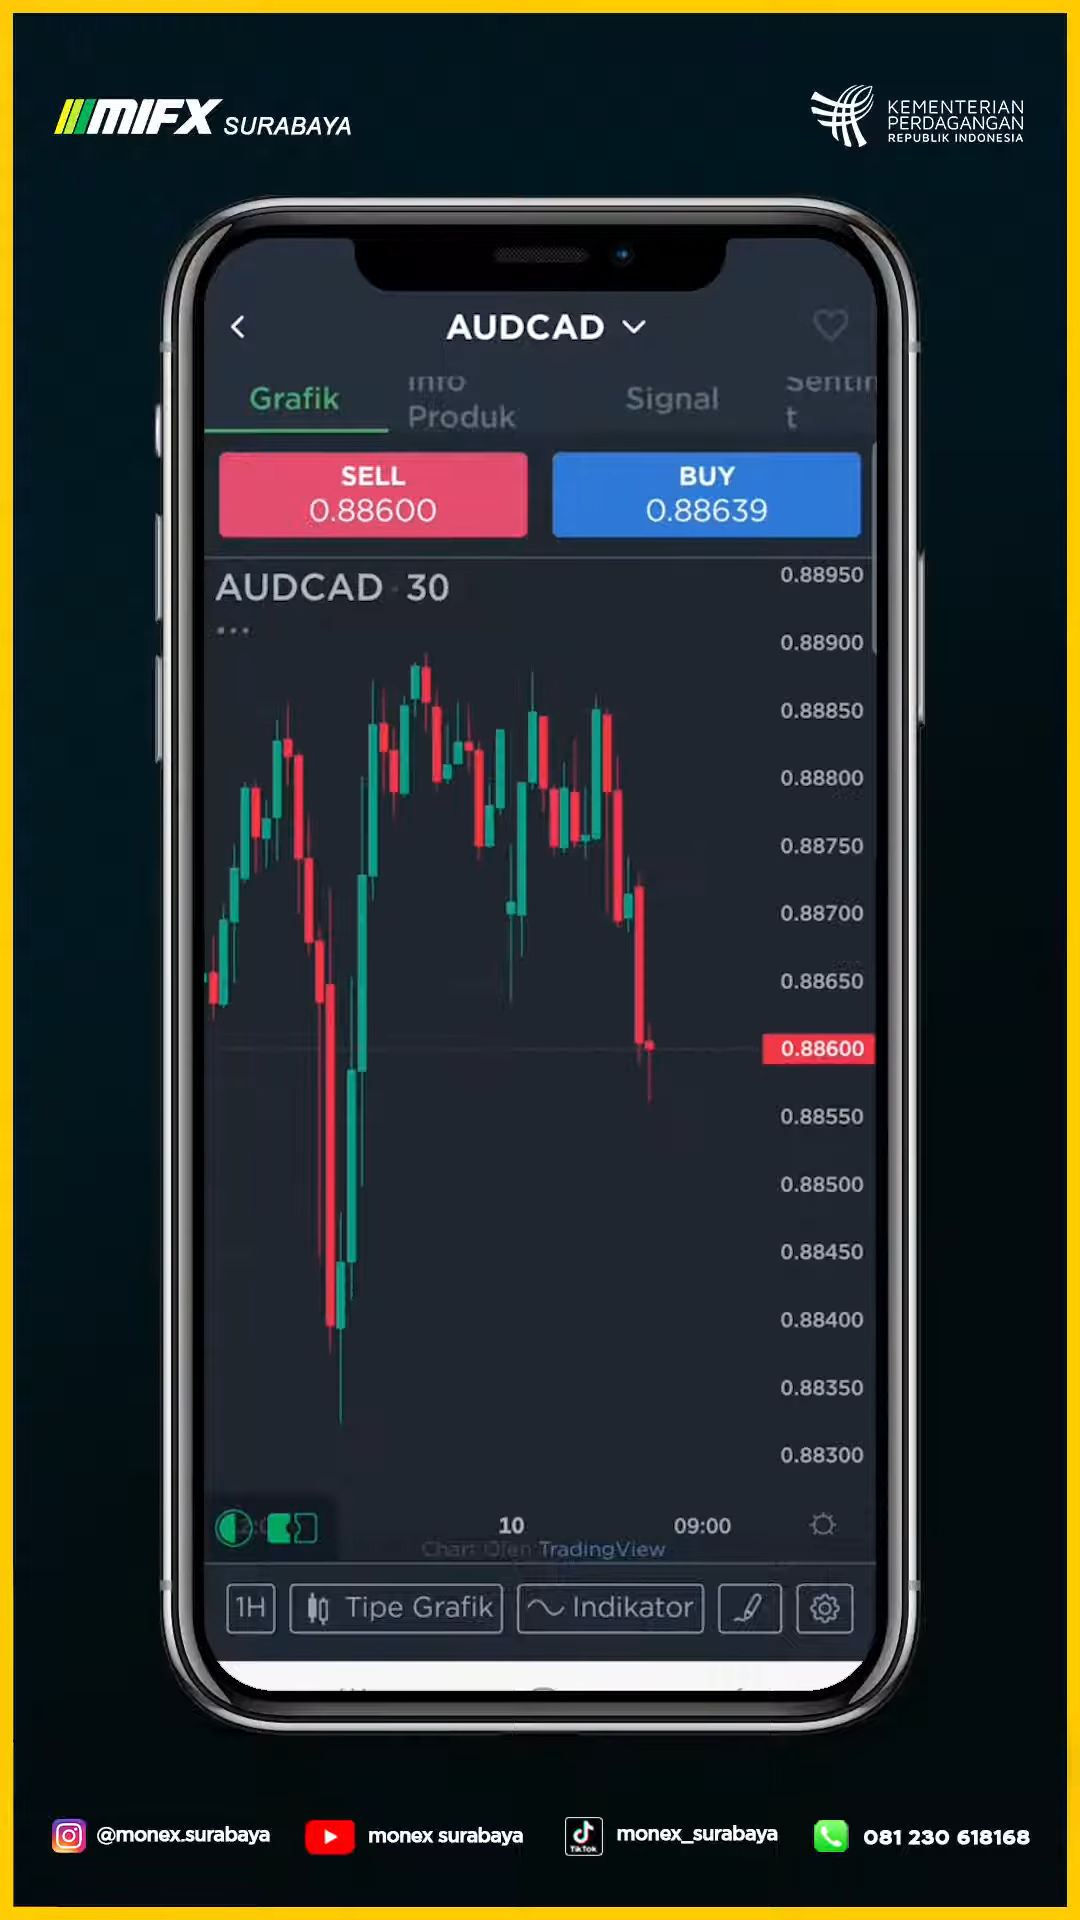 MIFX SURABAYA
KEMENTERIAN
PERDAGANGAN
REPUBLIK INDONESIA
AUDCAD
Grafik
Info
Produk
Signal
t
SELL
0.88600
BUY
0.88639
AUDCAD · 30
0.88950
0.88900
0.88850
0.88800
0.88750
0.88700
0.88650
0.88600
0.88550
0.88500
0.88450
0.88400
0.88350
0.88300
10
09:00
Chart Oleh TradingView
1H
Tipe Grafik
Indikator
@monex.surabaya
monex surabaya
TikTok
monex_surabaya
081 230 618168